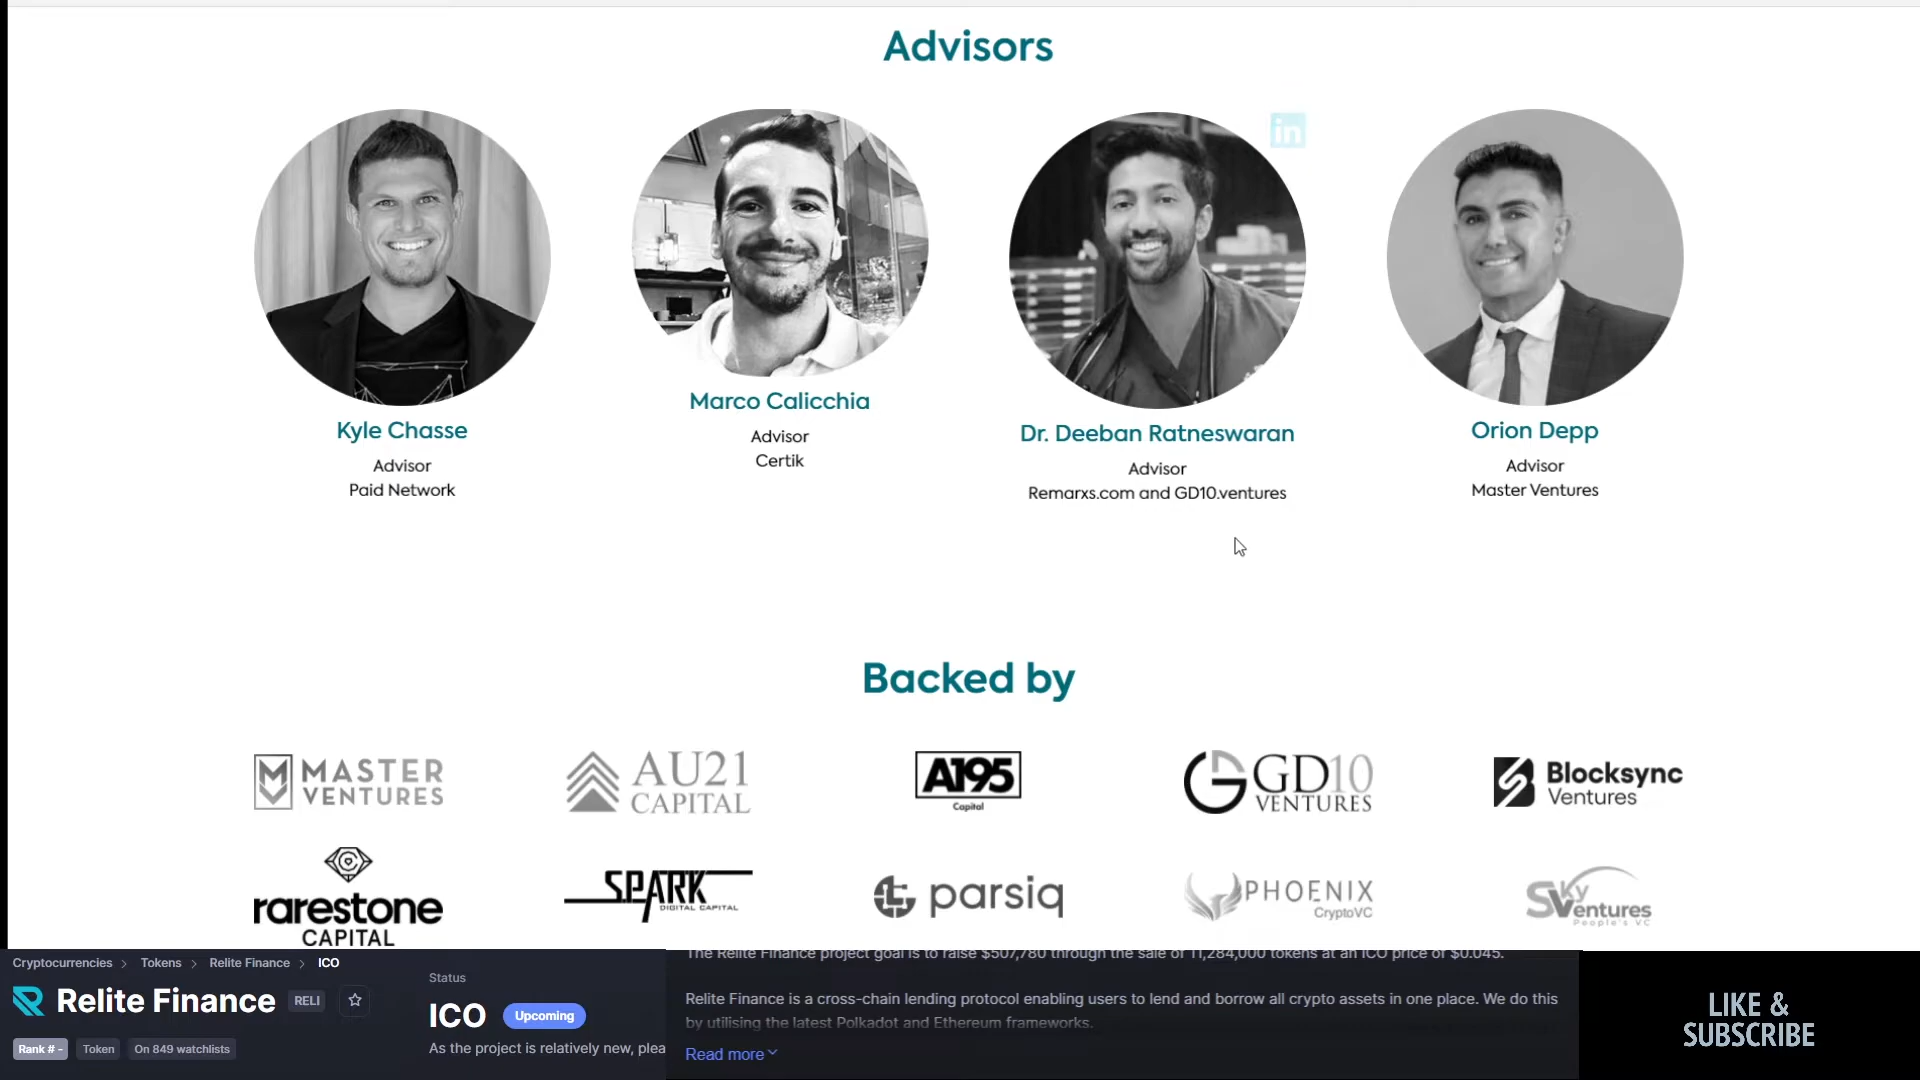 Advisors
in
Kyle Chasse
Advisor
Paid Network
Marco Calicchia
Advisor
Certik
Dr. Deeban Ratneswaran
Advisor
Remarxs.com and GD10.ventures
Orion Depp
Advisor
Master Ventures
Backed by
MASTER
VENTURES
AU21
CAPITAL
A195
Capital
GD10
VENTURES
Blocksync
Ventures
rarestone
CAPITAL
SPARK
DIGITAL CAPITAL
parsiq
PHOENIX
CryptoVC
Sky
Ventures
People's VC
Cryptocurrencies > Tokens > Relite Finance > ICO
Relite Finance RELI
Rank # - Token On 849 watchlists
Status
ICO Upcoming
As the project is relatively new, plea
The Relite Finance project goal is to raise $507,780 through the sale of 11,284,000 tokens at an ICO price of $0.045.
Relite Finance is a cross-chain lending protocol enabling users to lend and borrow all crypto assets in one place. We do this
by utilising the latest Polkadot and Ethereum frameworks.
Read more
LIKE &
SUBSCRIBE